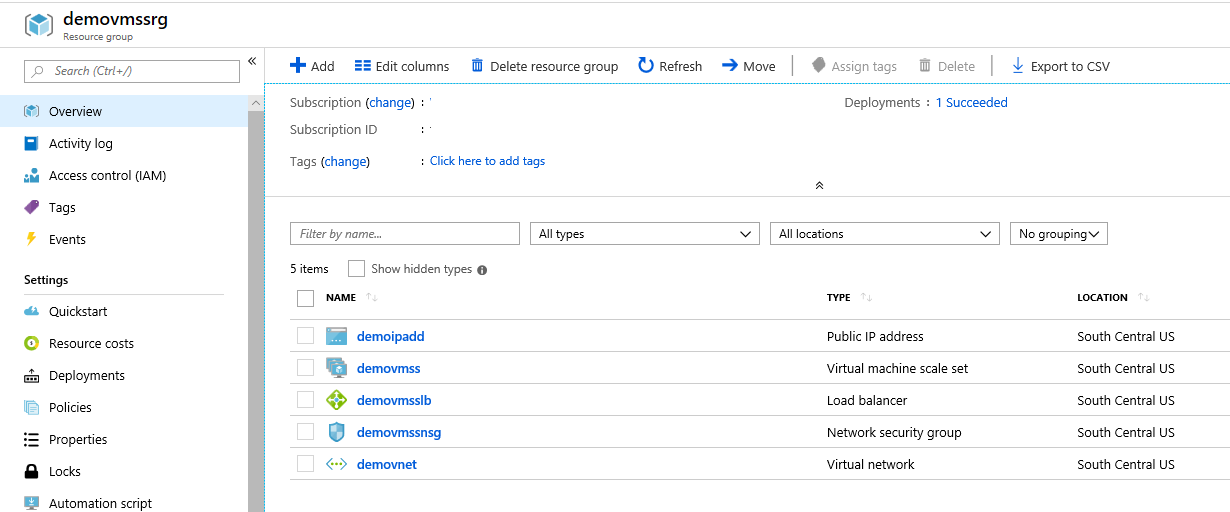 demovmssrg
Resource group
Search (Ctrl+/)
Overview
Activity log
Access control (IAM)
Tags
Events
Settings
Quickstart
Resource costs
Deployments
Policies
Properties
Locks
Automation script
Add Edit columns Delete resource group Refresh Move Assign tags Delete Export to CSV
Subscription (change) :
Deployments : 1 Succeeded
Subscription ID :
Tags (change) : Click here to add tags
Filter by name... All types All locations No grouping
5 items Show hidden types
NAME TYPE LOCATION
demoipadd Public IP address South Central US
demovmss Virtual machine scale set South Central US
demovmsslb Load balancer South Central US
demovmssnsg Network security group South Central US
demovnet Virtual network South Central US